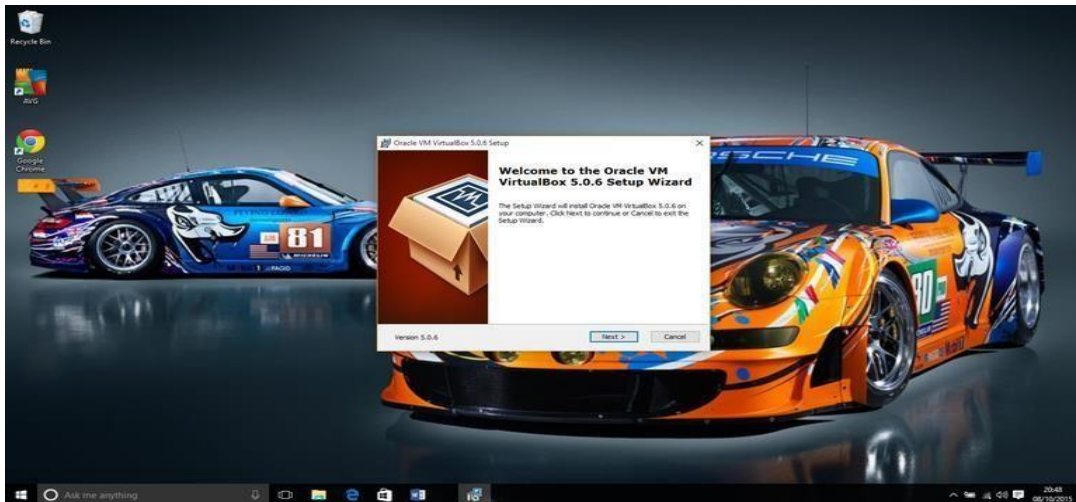 Recycle Bin
AVG
Google
Chrome
Oracle VM VirtualBox 5.0.6 Setup
Welcome to the Oracle VM
VirtualBox 5.0.6 Setup Wizard
The Setup Wizard will install Oracle VM VirtualBox 5.0.6 on
your computer. Click Next to continue or Cancel to exit the
Setup Wizard.
Version 5.0.6
Next >
Cancel
SCHE
81
MICHELIN
80
Ask me anything
20:48
08/10/2015